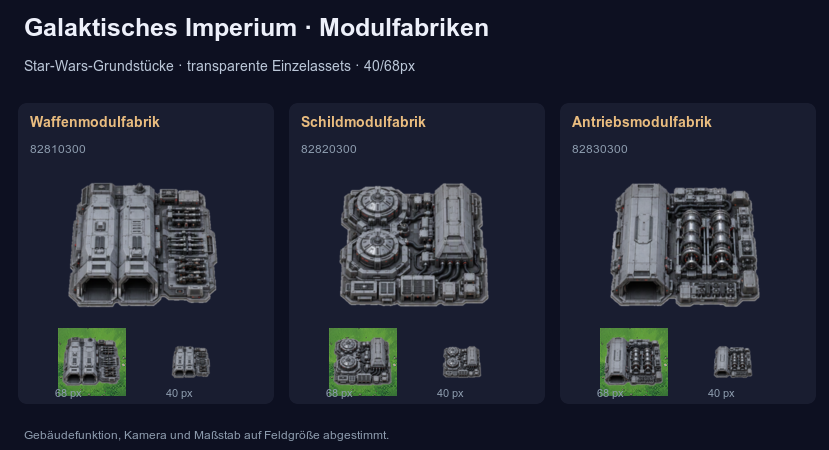 Galaktisches Imperium · Modulfabriken
Star-Wars-Grundstücke · transparente Einzelassets · 40/68px
Waffenmodulfabrik
82810300
68 px
40 px
Schildmodulfabrik
82820300
68 px
40 px
Antriebsmodulfabrik
82830300
68 px
40 px
Gebäudefunktion, Kamera und Maßstab auf Feldgröße abgestimmt.